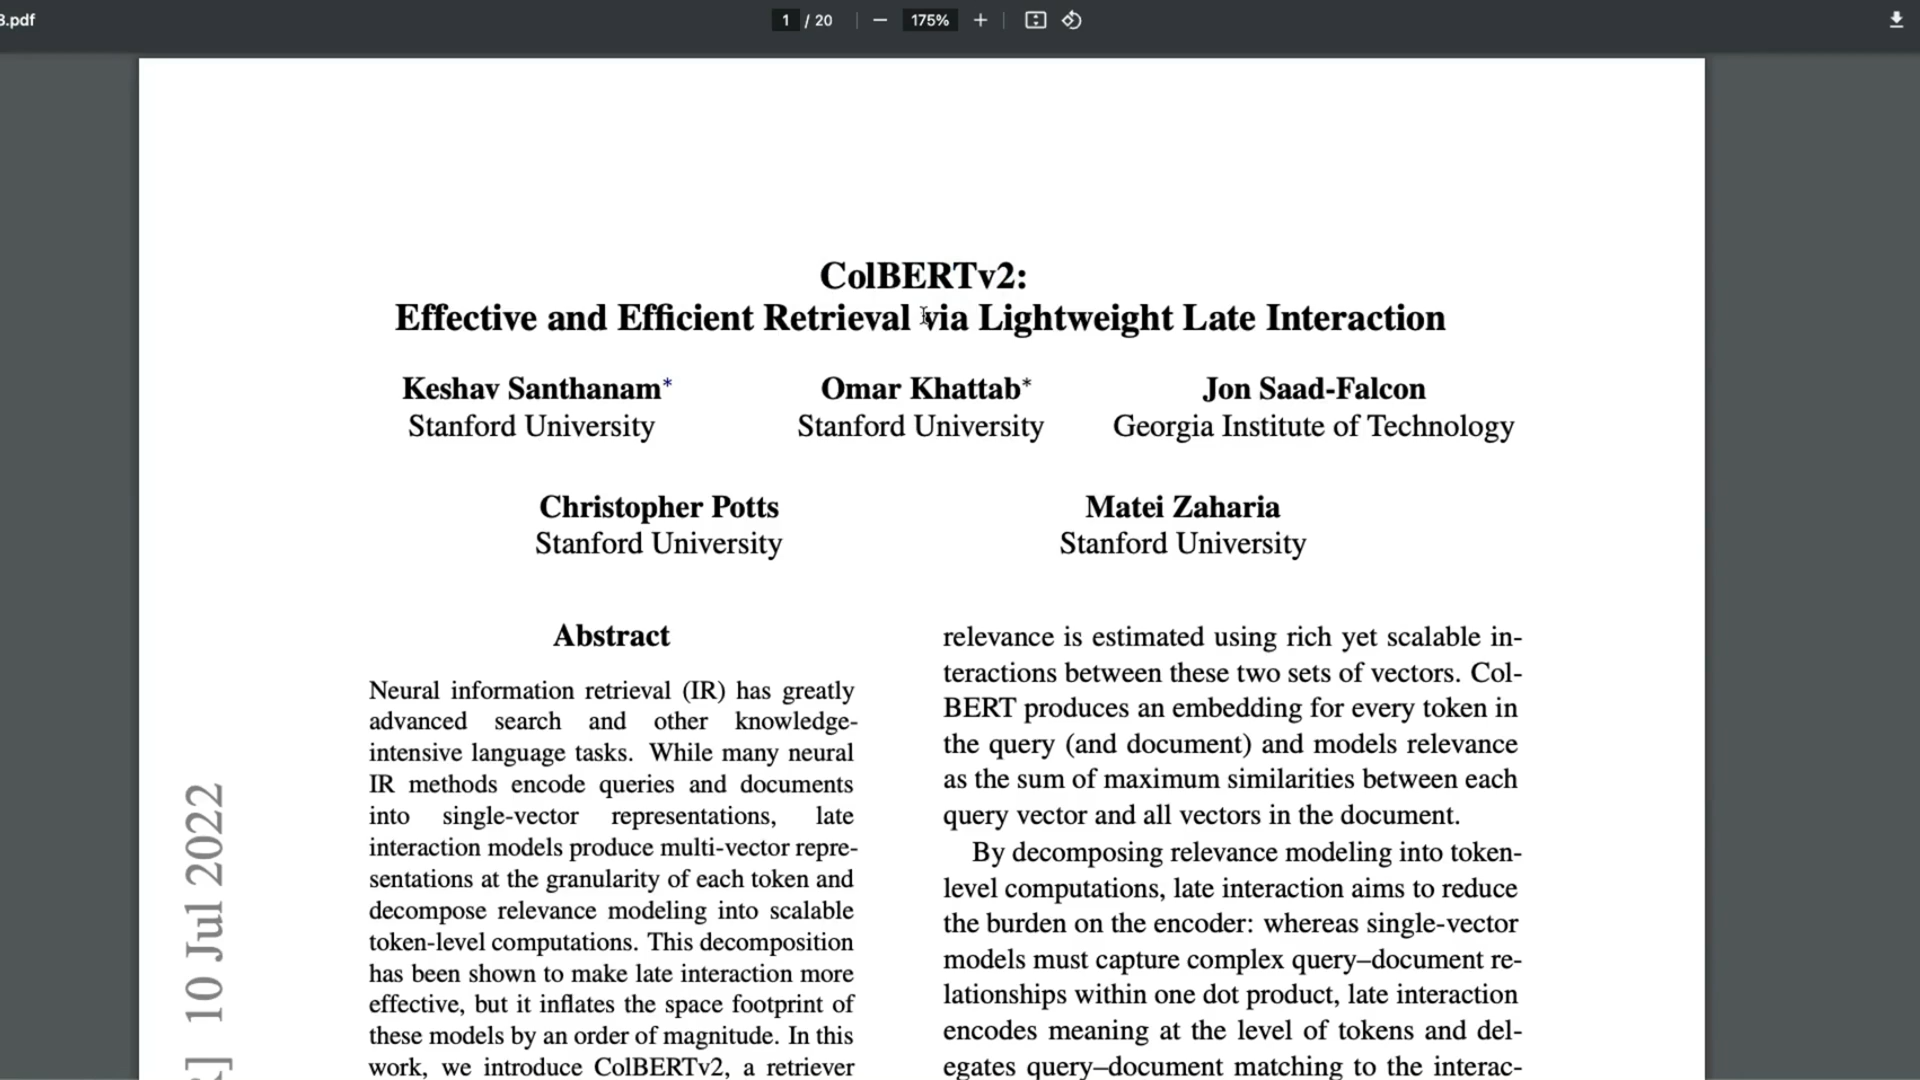 3.pdf
1 / 20
175%
ColBERTv2:
Effective and Efficient Retrieval via Lightweight Late Interaction
Keshav Santhanam* Omar Khattab* Jon Saad-Falcon
Stanford University Stanford University Georgia Institute of Technology
Christopher Potts Matei Zaharia
Stanford University Stanford University
Abstract
Neural information retrieval (IR) has greatly
advanced search and other knowledge-
intensive language tasks. While many neural
IR methods encode queries and documents
into single-vector representations, late
interaction models produce multi-vector repre-
sentations at the granularity of each token and
decompose relevance modeling into scalable
token-level computations. This decomposition
has been shown to make late interaction more
effective, but it inflates the space footprint of
these models by an order of magnitude. In this
work, we introduce ColBERTv2, a retriever
relevance is estimated using rich yet scalable in-
teractions between these two sets of vectors. Col-
BERT produces an embedding for every token in
the query (and document) and models relevance
as the sum of maximum similarities between each
query vector and all vectors in the document.
By decomposing relevance modeling into token-
level computations, late interaction aims to reduce
the burden on the encoder: whereas single-vector
models must capture complex query–document re-
lationships within one dot product, late interaction
encodes meaning at the level of tokens and del-
egates query–document matching to the interac-
] 10 Jul 2022